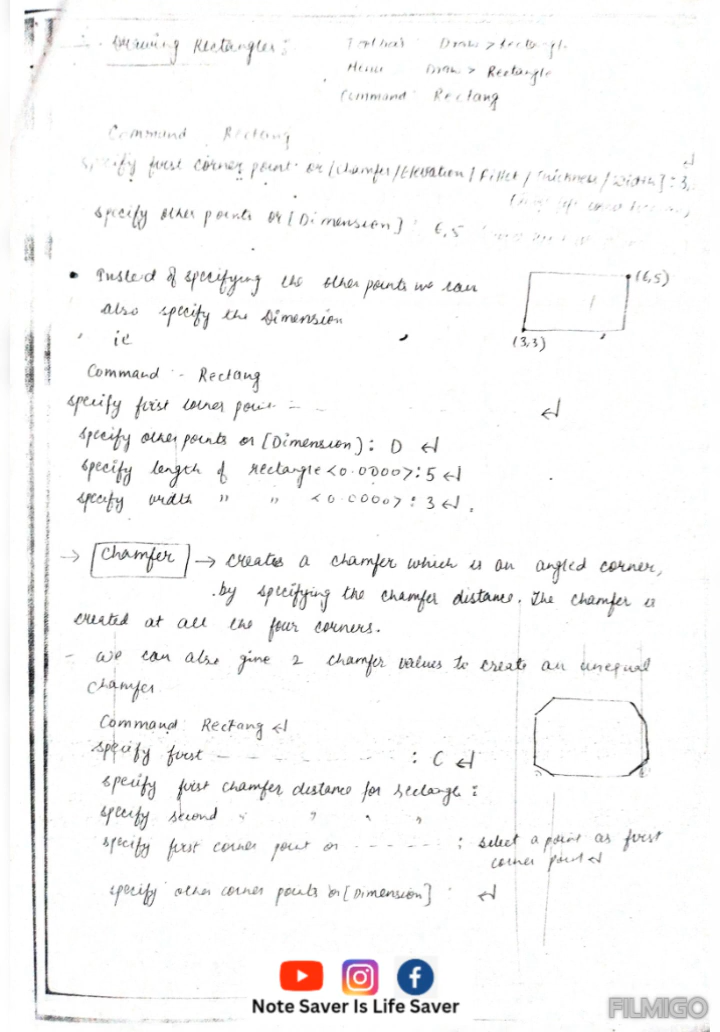 Drawing Rectangles:
Toolbar Draw > Rectangle
Menu Draw > Rectangle
Command Rectang
Command Rectang
Specify first corner point or [Chamfer/Elevation/Fillet/Thickness/Width]: 3,
specify other points or [Dimension] : 6,5
• Insted of specifying the other points we can
also specify the Dimension
ie
(6,5)
(3,3)
Command :- Rectang
specify first corner point - - ↵
specify other points or [Dimension): D ↵
specify length of rectangle <0.0000>: 5 ↵
specify width " " <0.0000>: 3 ↵.
→ [Chamfer] → creates a chamfer which is an angled corner,
by specifying the chamfer distance. The chamfer is
created at all the four corners.
- We can also give 2 chamfer values to create an unequal
chamfer
Command: Rectang ↵
specify first - - - - - - : C ↵
specify first chamfer distance for rectangle :
specify second " " " "
specify first corner point or - - - - - - : select a point as first
corner point ↵
specify other corner points or [Dimension] : ↵
Note Saver Is Life Saver
FILMIGO